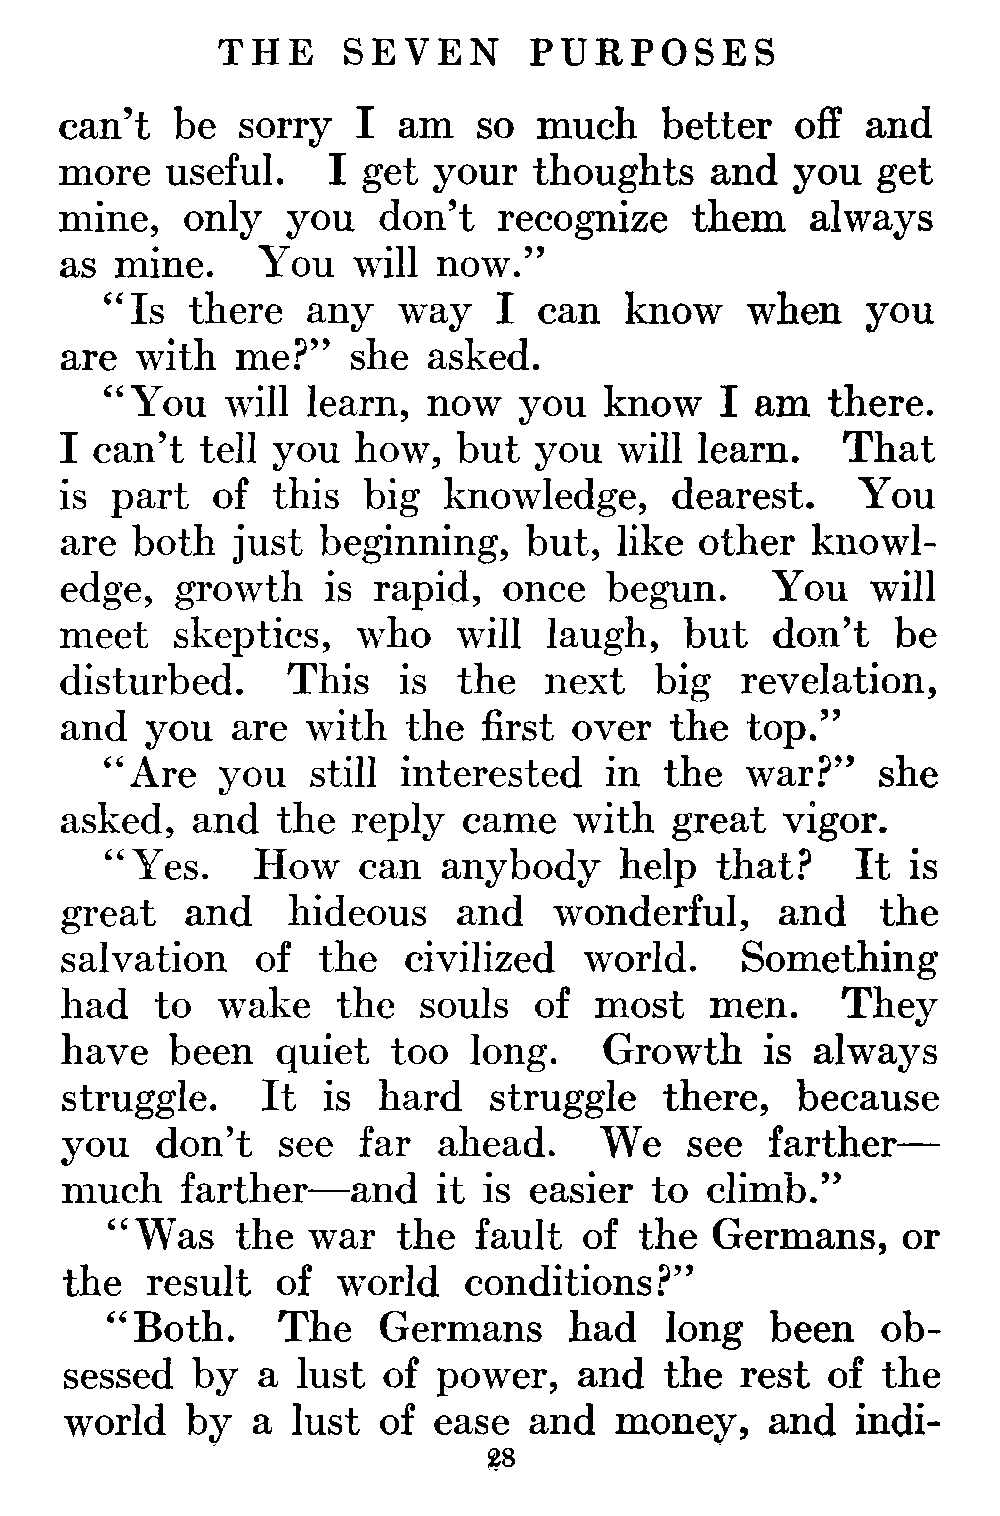 THE SEVEN PURPOSES
can't be sorry I am so much better off and
more useful. I get your thoughts and you get
mine, only you don't recognize them always
as mine. You will now."
"Is there any way I can know when you
are with me?" she asked.
"You will learn, now you know I am there.
I can't tell you how, but you will learn. That
is part of this big knowledge, dearest. You
are both just beginning, but, like other knowl-
edge, growth is rapid, once begun. You will
meet skeptics, who will laugh, but don't be
disturbed. This is the next big revelation,
and you are with the first over the top."
"Are you still interested in the war?" she
asked, and the reply came with great vigor.
"Yes. How can anybody help that? It is
great and hideous and wonderful, and the
salvation of the civilized world. Something
had to wake the souls of most men. They
have been quiet too long. Growth is always
struggle. It is hard struggle there, because
you don't see far ahead. We see farther—
much farther—and it is easier to climb."
"Was the war the fault of the Germans, or
the result of world conditions?"
"Both. The Germans had long been ob-
sessed by a lust of power, and the rest of the
world by a lust of ease and money, and indi-
28